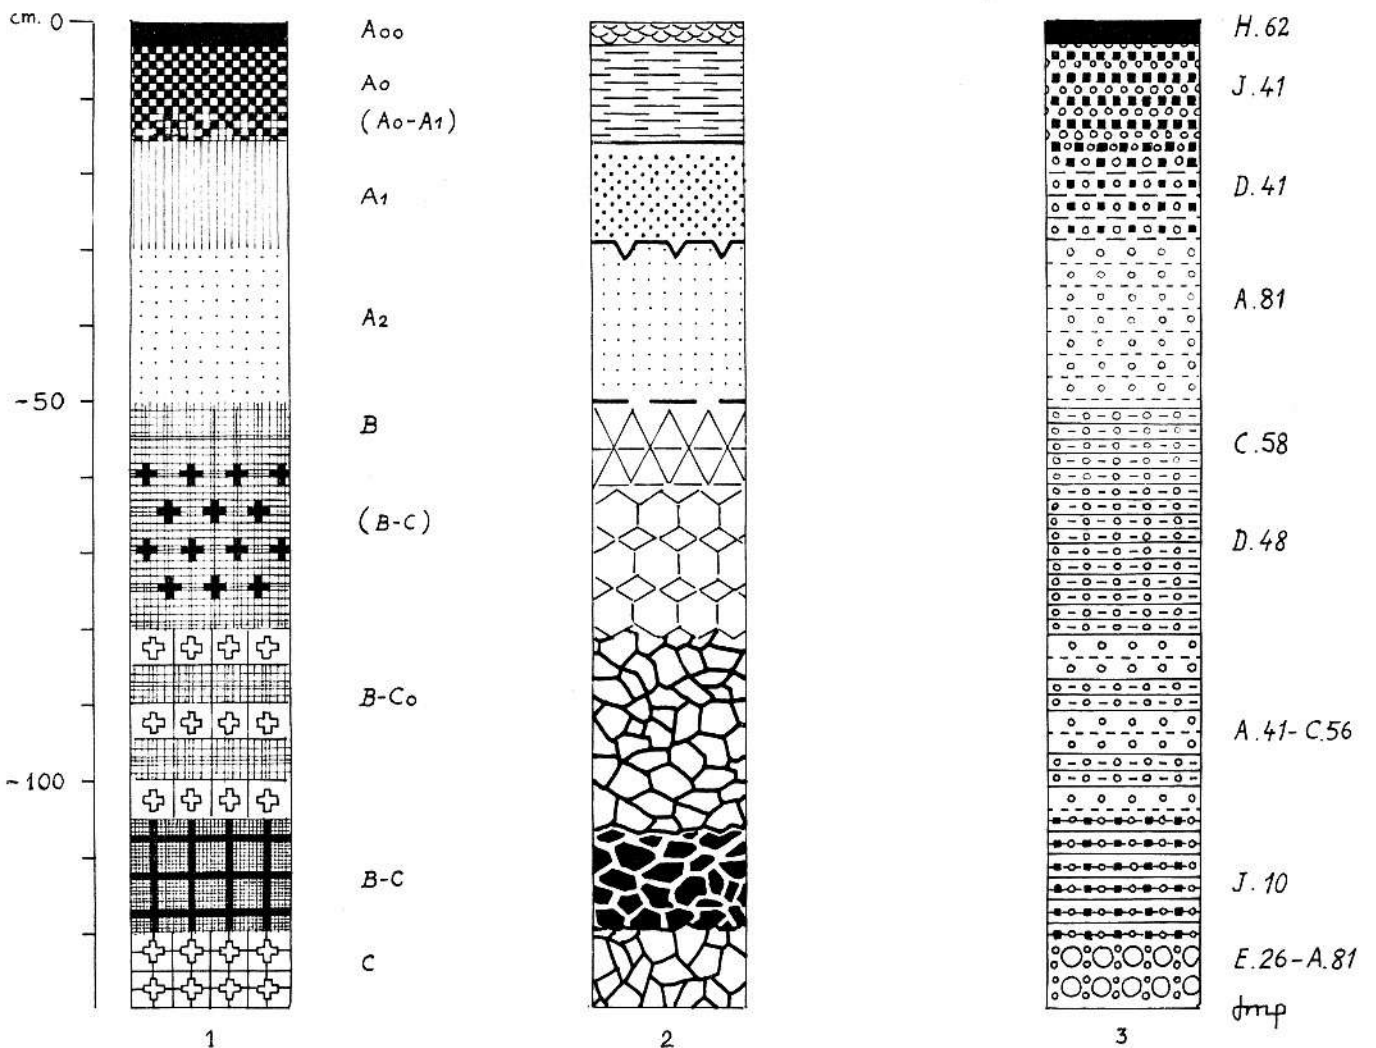 cm. 0
-50
-100
Aoo
Ao
(Ao-A1)
A1
A2
B
(B-C)
B-Co
B-C
C
1
2
H.62
J.41
D.41
A.81
C.58
D.48
A.41-C.56
J.10
E.26-A.81
3